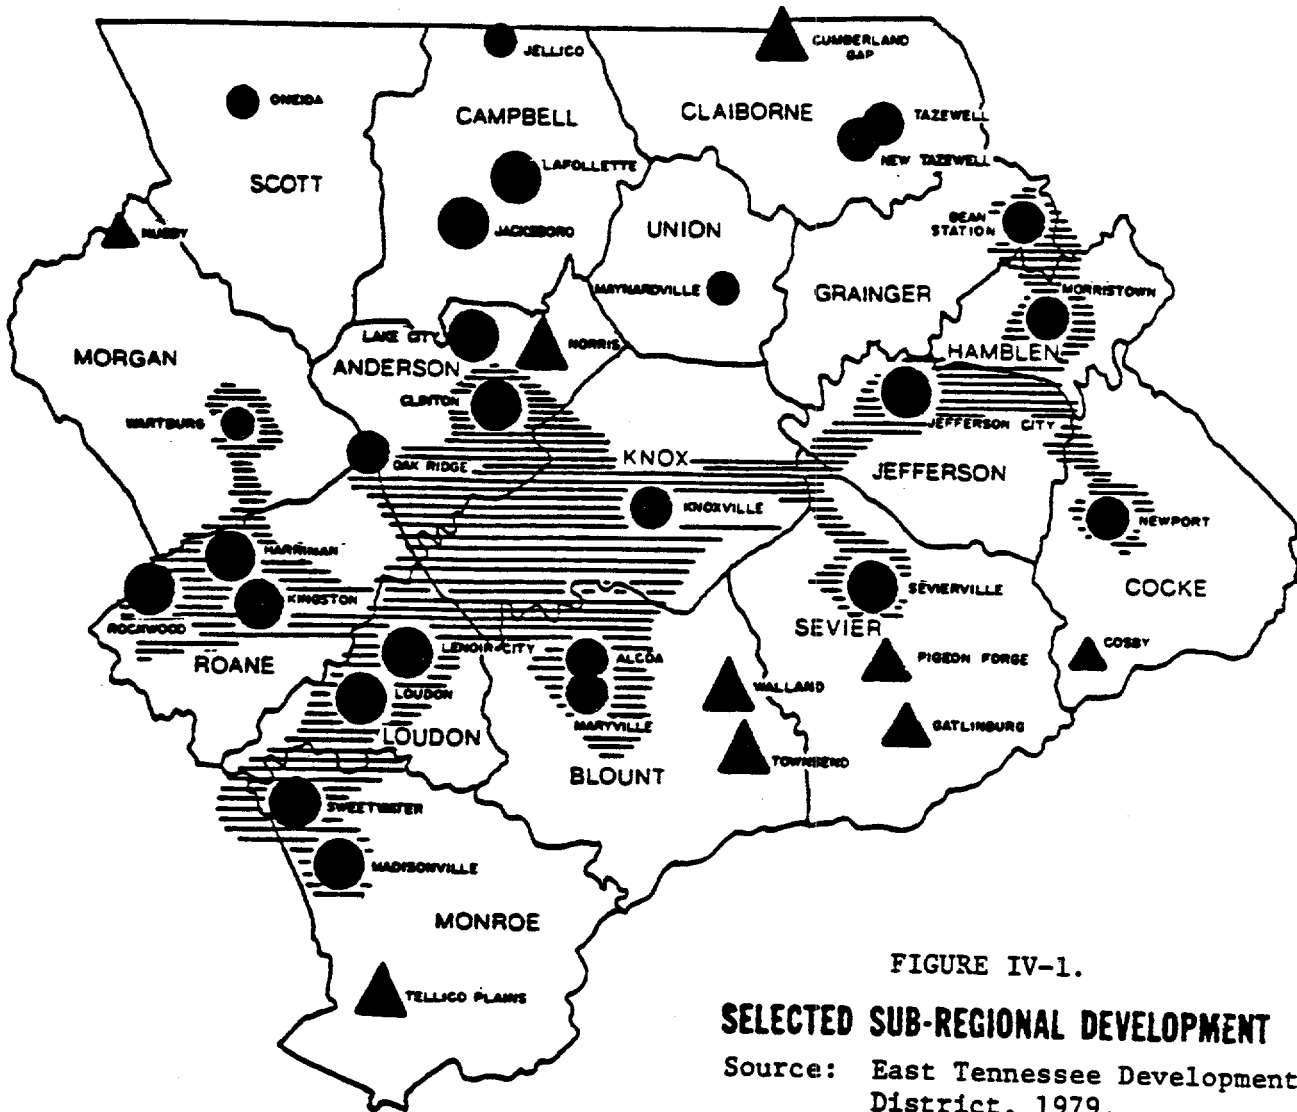 CUMBERLAND
GAP
JELLICO
ONEIDA
CAMPBELL
CLAIBORNE
TAZEWELL
NEW TAZEWELL
LAFOLLETTE
SCOTT
BEAN
STATION
JACKSBORO
UNION
RUGBY
MAYNARDVILLE
GRAINGER
MORRISTOWN
LAKE CITY
NORRIS
MORGAN
ANDERSON
HAMBLEN
CLINTON
JEFFERSON CITY
WARTBURG
OAK RIDGE
KNOX
JEFFERSON
KNOXVILLE
NEWPORT
HARRIMAN
KINGSTON
SEVIERVILLE
COCKE
ROCKWOOD
SEVIER
ROANE
LENOIR CITY
ALCOA
PIGEON FORGE
COSBY
LOUDON
WALLAND
MARYVILLE
GATLINBURG
LOUDON
TOWNSEND
BLOUNT
SWEETWATER
MADISONVILLE
MONROE
TELLICO PLAINS
FIGURE IV-1.
SELECTED SUB-REGIONAL DEVELOPMENT
Source: East Tennessee Development
District, 1979.